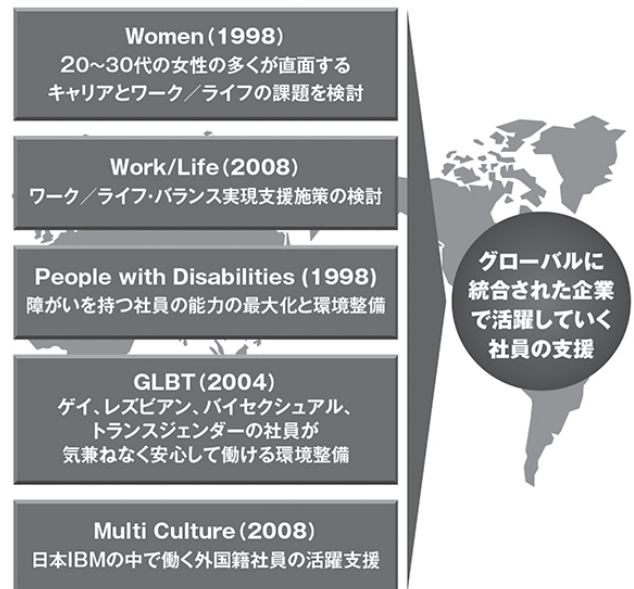 Women(1998)
20〜30代の女性の多くが直面する
キャリアとワーク／ライフの課題を検討
Work/Life(2008)
ワーク／ライフ・バランス実現支援施策の検討
People with Disabilities (1998)
障がいを持つ社員の能力の最大化と環境整備
GLBT(2004)
ゲイ、レズビアン、バイセクシュアル、
トランスジェンダーの社員が
気兼ねなく安心して働ける環境整備
Multi Culture(2008)
日本IBMの中で働く外国籍社員の活躍支援
グローバルに
統合された企業
で活躍していく
社員の支援